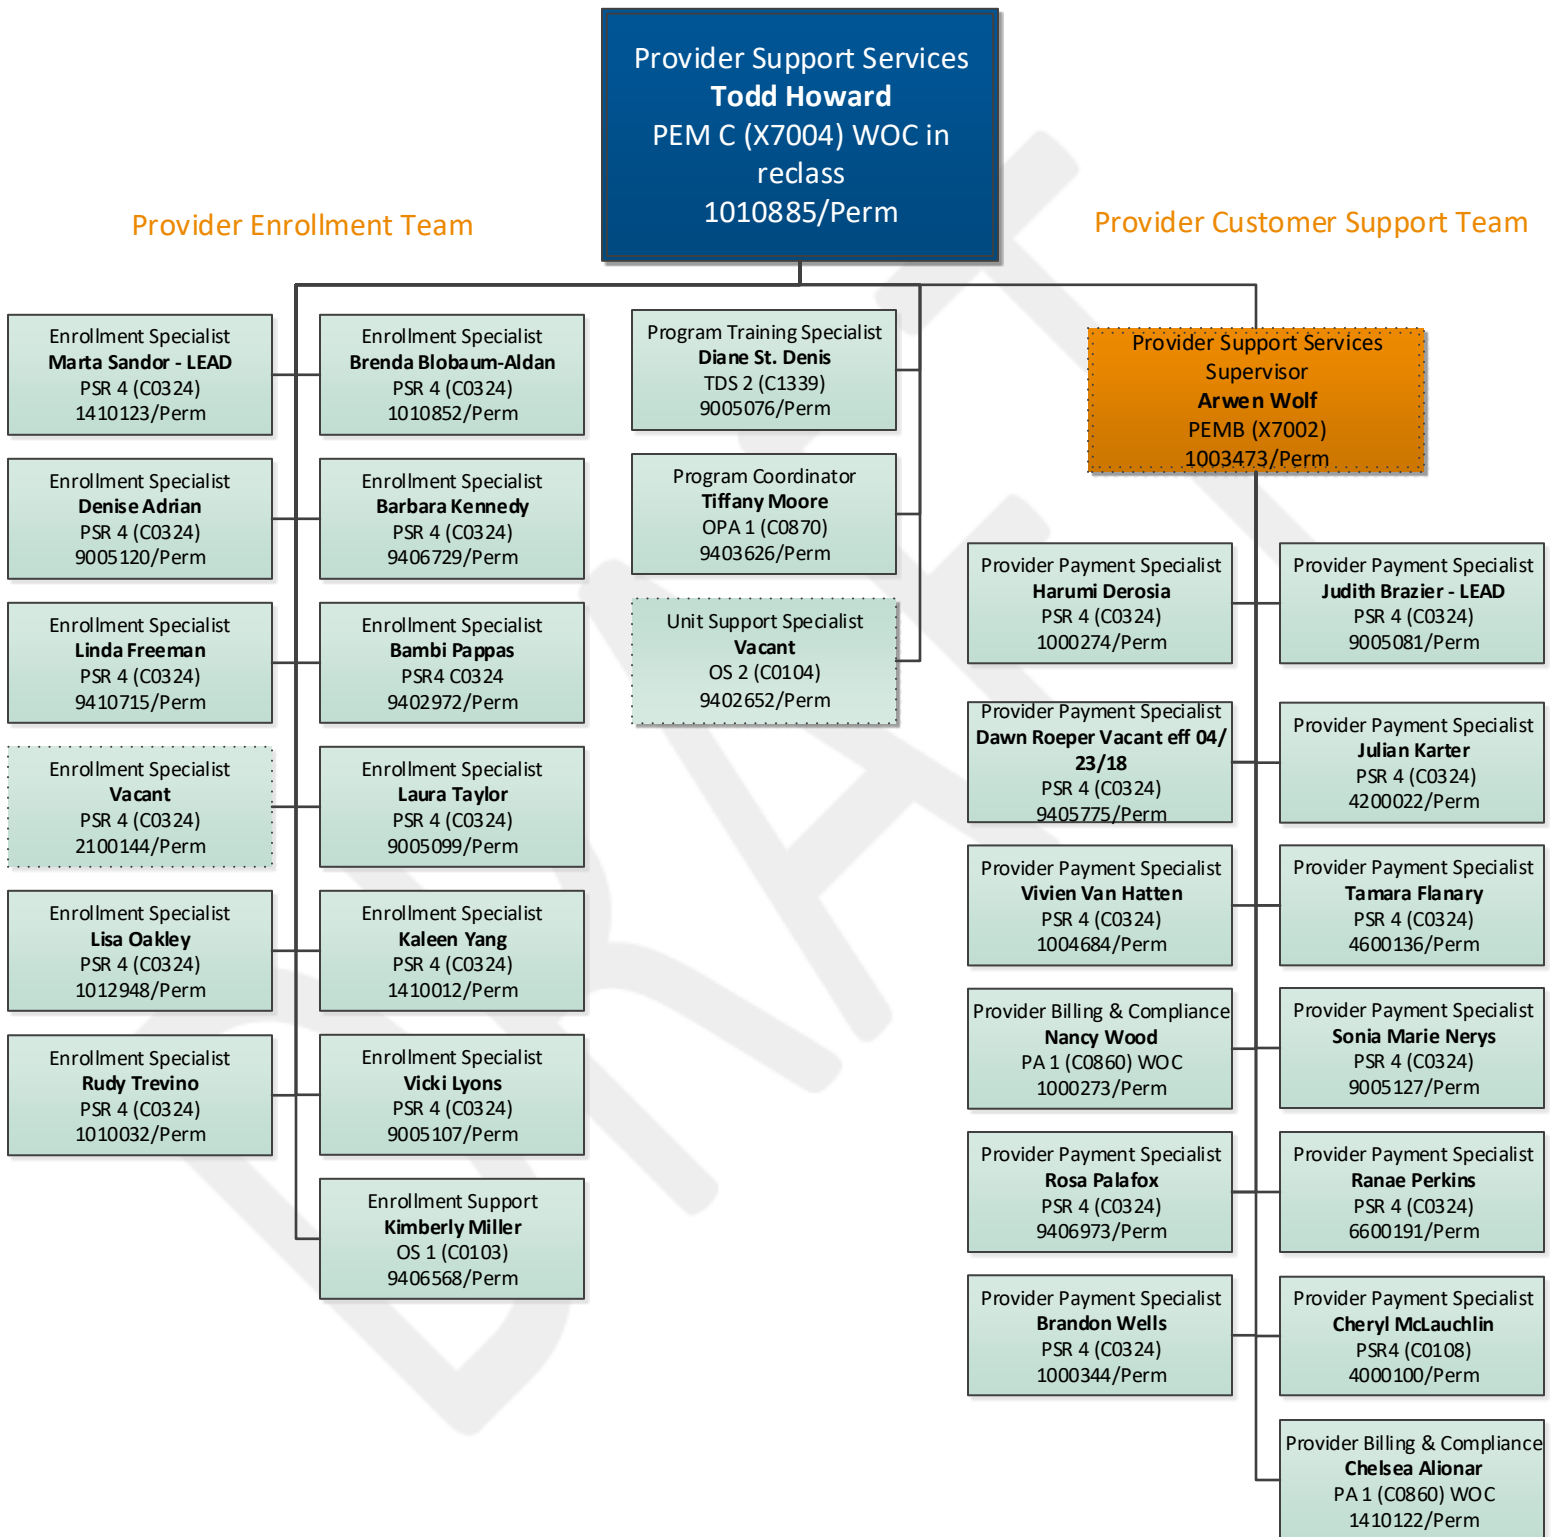 Provider Support Services
Todd Howard
PEM C (X7004) WOC in
reclass
1010885/Perm
Provider Enrollment Team
Provider Customer Support Team
Enrollment Specialist
Marta Sandor - LEAD
PSR 4 (C0324)
1410123/Perm
Enrollment Specialist
Brenda Blobaum-Aldan
PSR 4 (C0324)
1010852/Perm
Enrollment Specialist
Denise Adrian
PSR 4 (C0324)
9005120/Perm
Enrollment Specialist
Barbara Kennedy
PSR 4 (C0324)
9406729/Perm
Enrollment Specialist
Linda Freeman
PSR 4 (C0324)
9410715/Perm
Enrollment Specialist
Bambi Pappas
PSR4 C0324
9402972/Perm
Enrollment Specialist
Vacant
PSR 4 (C0324)
2100144/Perm
Enrollment Specialist
Laura Taylor
PSR 4 (C0324)
9005099/Perm
Enrollment Specialist
Lisa Oakley
PSR 4 (C0324)
1012948/Perm
Enrollment Specialist
Kaleen Yang
PSR 4 (C0324)
1410012/Perm
Enrollment Specialist
Rudy Trevino
PSR 4 (C0324)
1010032/Perm
Enrollment Specialist
Vicki Lyons
PSR 4 (C0324)
9005107/Perm
Enrollment Support
Kimberly Miller
OS 1 (C0103)
9406568/Perm
Program Training Specialist
Diane St. Denis
TDS 2 (C1339)
9005076/Perm
Program Coordinator
Tiffany Moore
OPA 1 (C0870)
9403626/Perm
Unit Support Specialist
Vacant
OS 2 (C0104)
9402652/Perm
Provider Support Services
Supervisor
Arwen Wolf
PEMB (X7002)
1003473/Perm
Provider Payment Specialist
Harumi Derosia
PSR 4 (C0324)
1000274/Perm
Provider Payment Specialist
Judith Brazier - LEAD
PSR 4 (C0324)
9005081/Perm
Provider Payment Specialist
Dawn Roeper Vacant eff 04/
23/18
PSR 4 (C0324)
9405775/Perm
Provider Payment Specialist
Julian Karter
PSR 4 (C0324)
4200022/Perm
Provider Payment Specialist
Vivien Van Hatten
PSR 4 (C0324)
1004684/Perm
Provider Payment Specialist
Tamara Flanary
PSR 4 (C0324)
4600136/Perm
Provider Billing & Compliance
Nancy Wood
PA 1 (C0860) WOC
1000273/Perm
Provider Payment Specialist
Sonia Marie Nerys
PSR 4 (C0324)
9005127/Perm
Provider Payment Specialist
Rosa Palafox
PSR 4 (C0324)
9406973/Perm
Provider Payment Specialist
Ranae Perkins
PSR 4 (C0324)
6600191/Perm
Provider Payment Specialist
Brandon Wells
PSR 4 (C0324)
1000344/Perm
Provider Payment Specialist
Cheryl McLauchlin
PSR4 (C0108)
4000100/Perm
Provider Billing & Compliance
Chelsea Alionar
PA 1 (C0860) WOC
1410122/Perm
DRAFT